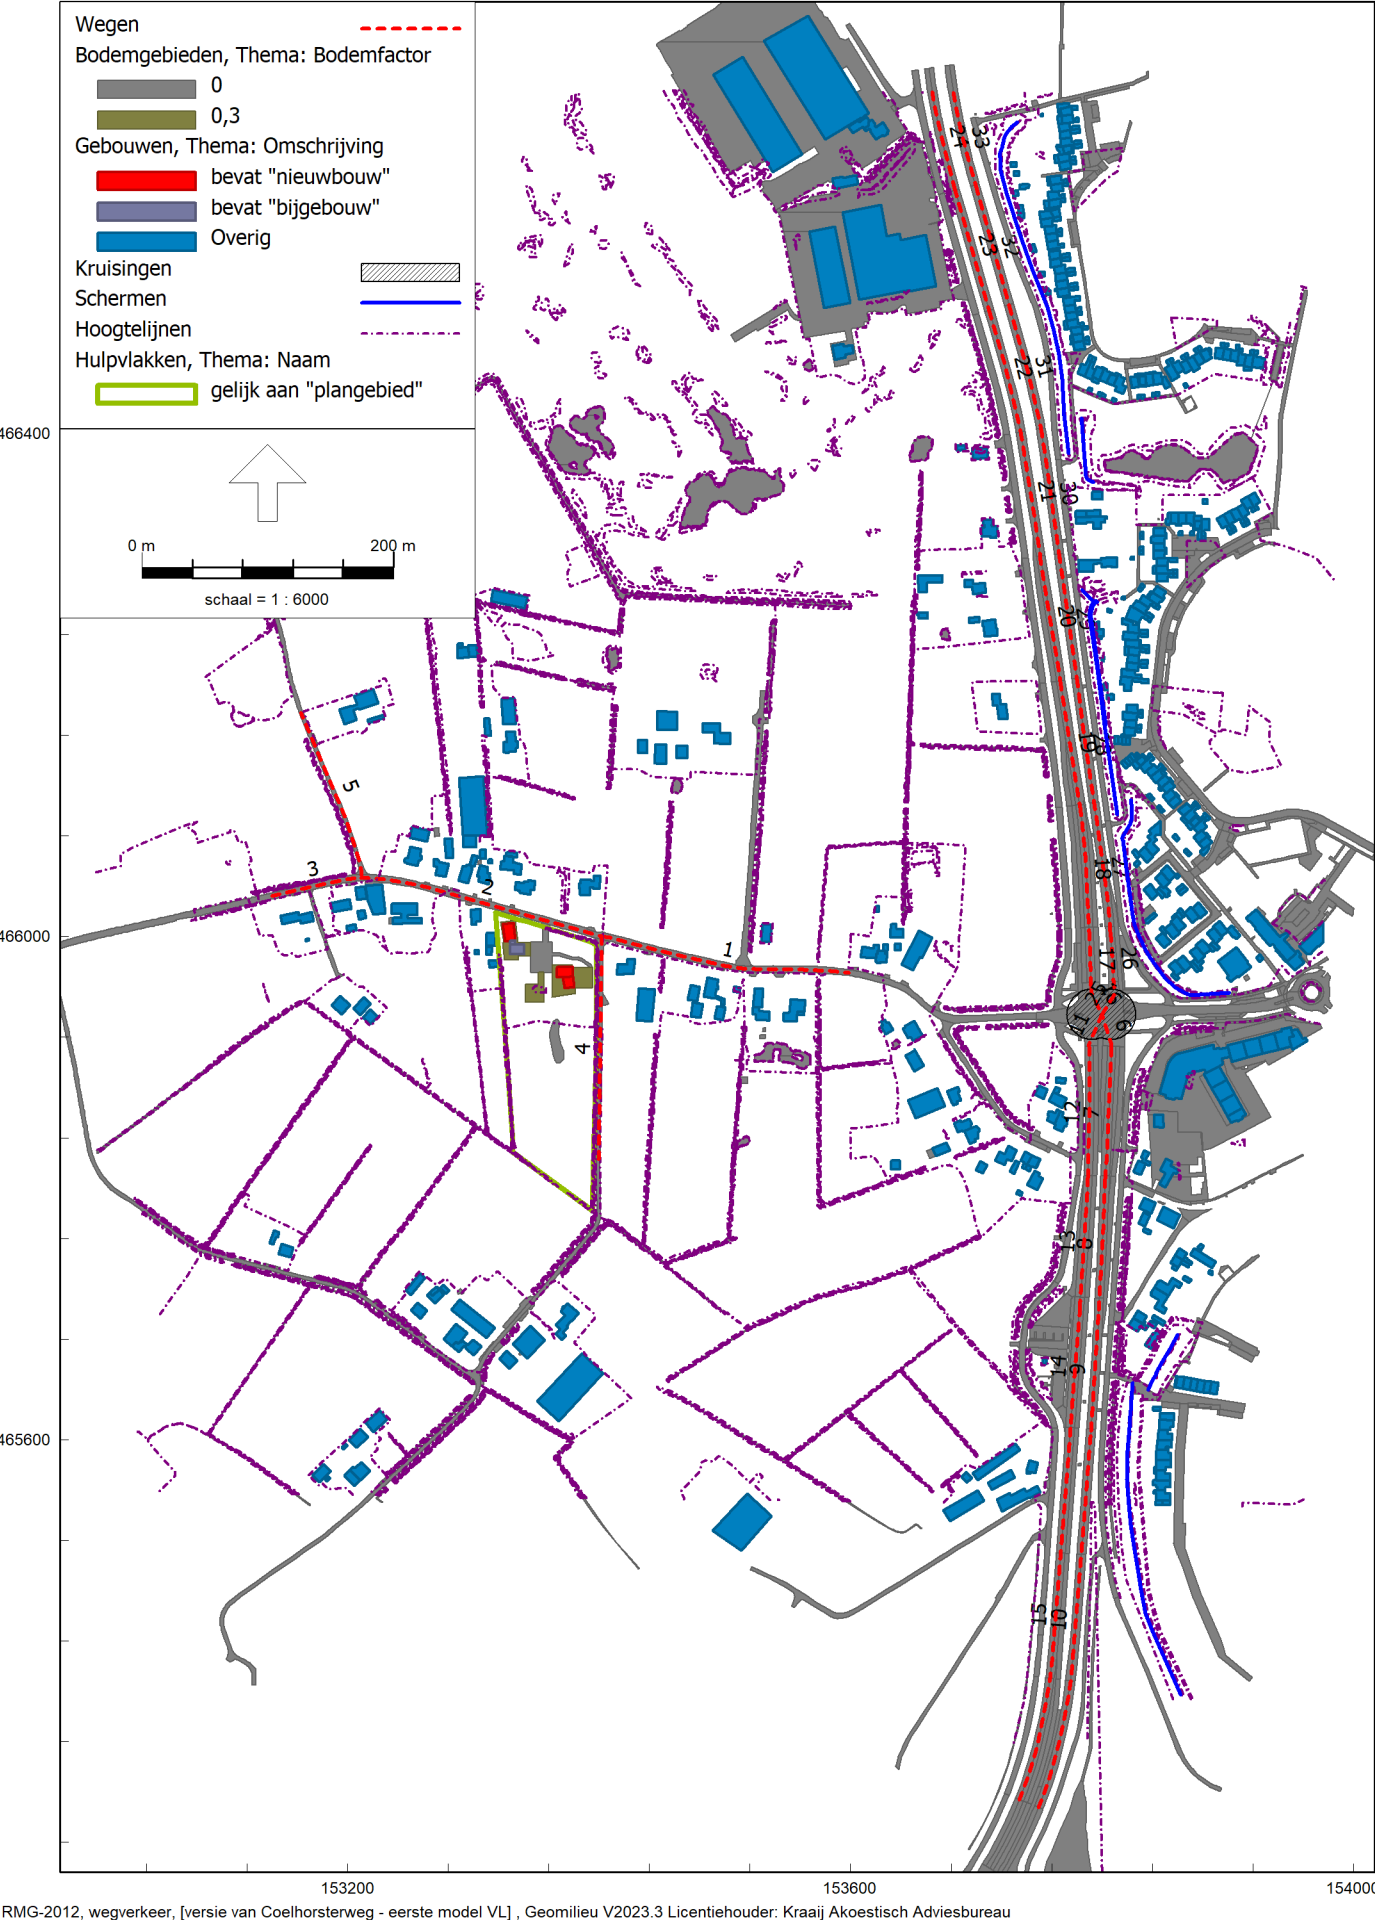 Wegen
Bodemgebieden, Thema: Bodemfactor
0
0,3
Gebouwen, Thema: Omschrijving
bevat "nieuwbouw"
bevat "bijgebouw"
Overig
Kruisingen
Schermen
Hoogtelijnen
Hulpvlakken, Thema: Naam
gelijk aan "plangebied"
0 m 200 m
schaal = 1 : 6000
466400
466000
465600
24
33
23
32
22
31
21
30
20
29
19
28
18
27
17
26
5
3
2
1
4
6
12
7
13
8
14
9
15
10
153200 153600 154000
RMG-2012, wegverkeer, [versie van Coelhorsterweg - eerste model VL] , Geomilieu V2023.3 Licentiehouder: Kraaij Akoestisch Adviesbureau